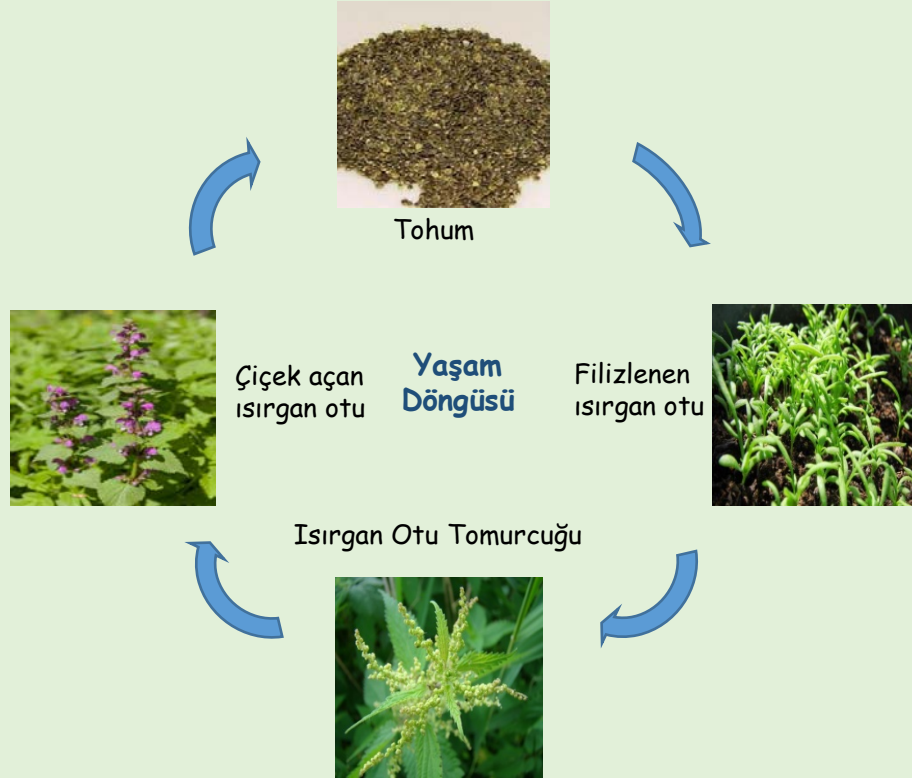 Tohum
Çiçek açan
ısırgan otu
Yaşam
Döngüsü
Filizlenen
ısırgan otu
Isırgan Otu Tomurcuğu